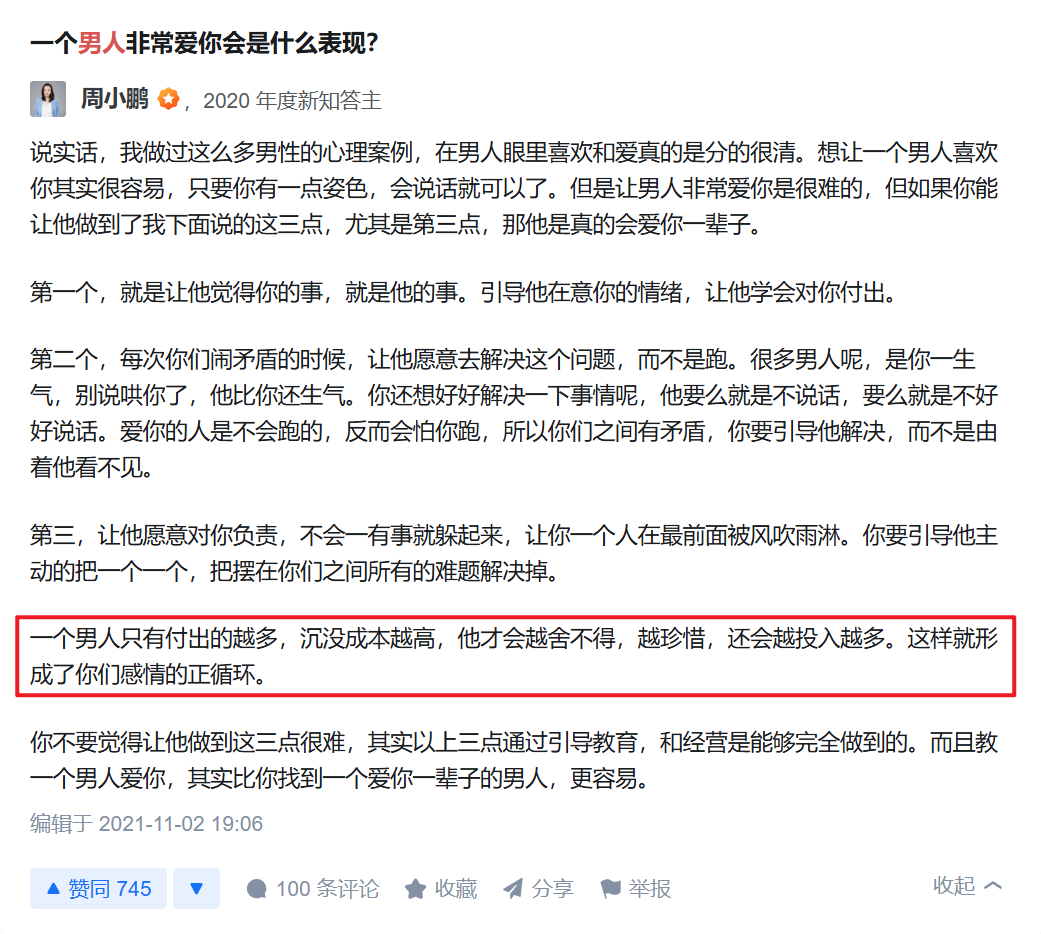 一个男人非常爱你会是什么表现？
周小鹏 ，2020 年度新知答主
说实话，我做过这么多男性的心理案例，在男人眼里喜欢和爱真的是分的很清。想让一个男人喜欢
你其实很容易，只要你有一点姿色，会说话就可以了。但是让男人非常爱你是很难的，但如果你能
让他做到了我下面说的这三点，尤其是第三点，那他是真的会爱你一辈子。
第一个，就是让他觉得你的事，就是他的事。引导他在意你的情绪，让他学会对你付出。
第二个，每次你们闹矛盾的时候，让他愿意去解决这个问题，而不是跑。很多男人呢，是你一生
气，别说哄你了，他比你还生气。你还想好好解决一下事情呢，他要么就是不说话，要么就是不好
好说话。爱你的人是不会跑的，反而会怕你跑，所以你们之间有矛盾，你要引导他解决，而不是由
着他看不见。
第三，让他愿意对你负责，不会一有事就躲起来，让你一个人在最前面被风吹雨淋。你要引导他主
动的把一个一个，把摆在你们之间所有的难题解决掉。
一个男人只有付出的越多，沉没成本越高，他才会越舍不得，越珍惜，还会越投入越多。这样就形
成了你们感情的正循环。
你不要觉得让他做到这三点很难，其实以上三点通过引导教育，和经营是能够完全做到的。而且教
一个男人爱你，其实比你找到一个爱你一辈子的男人，更容易。
编辑于 2021-11-02 19:06
赞同 745 100 条评论 收藏 分享 举报 收起